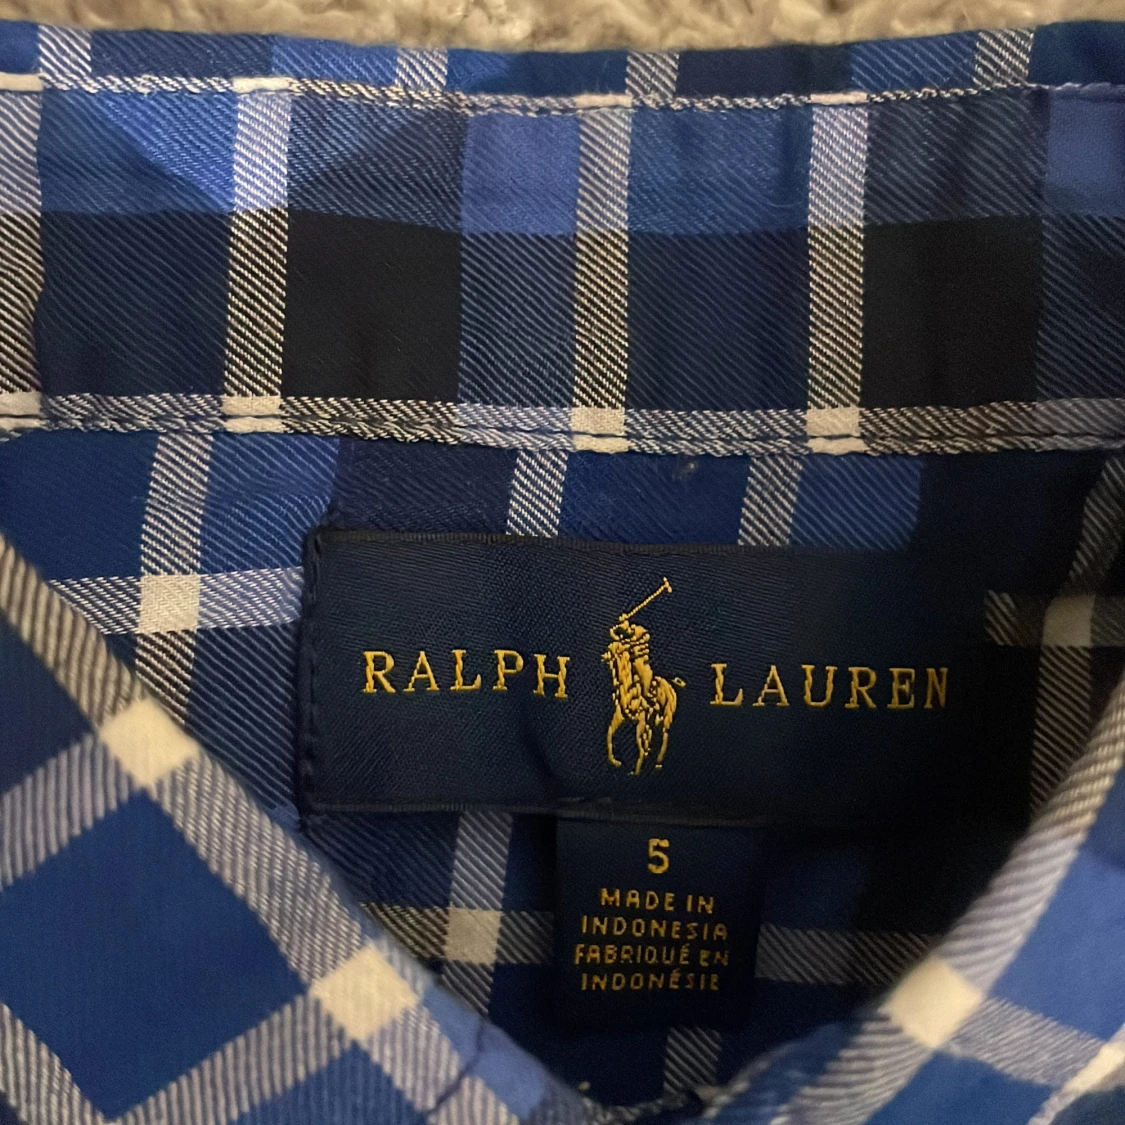 RALPH LAUREN
5
MADE IN
INDONESIA
FABRIQUÉ EN
INDONÉSIE